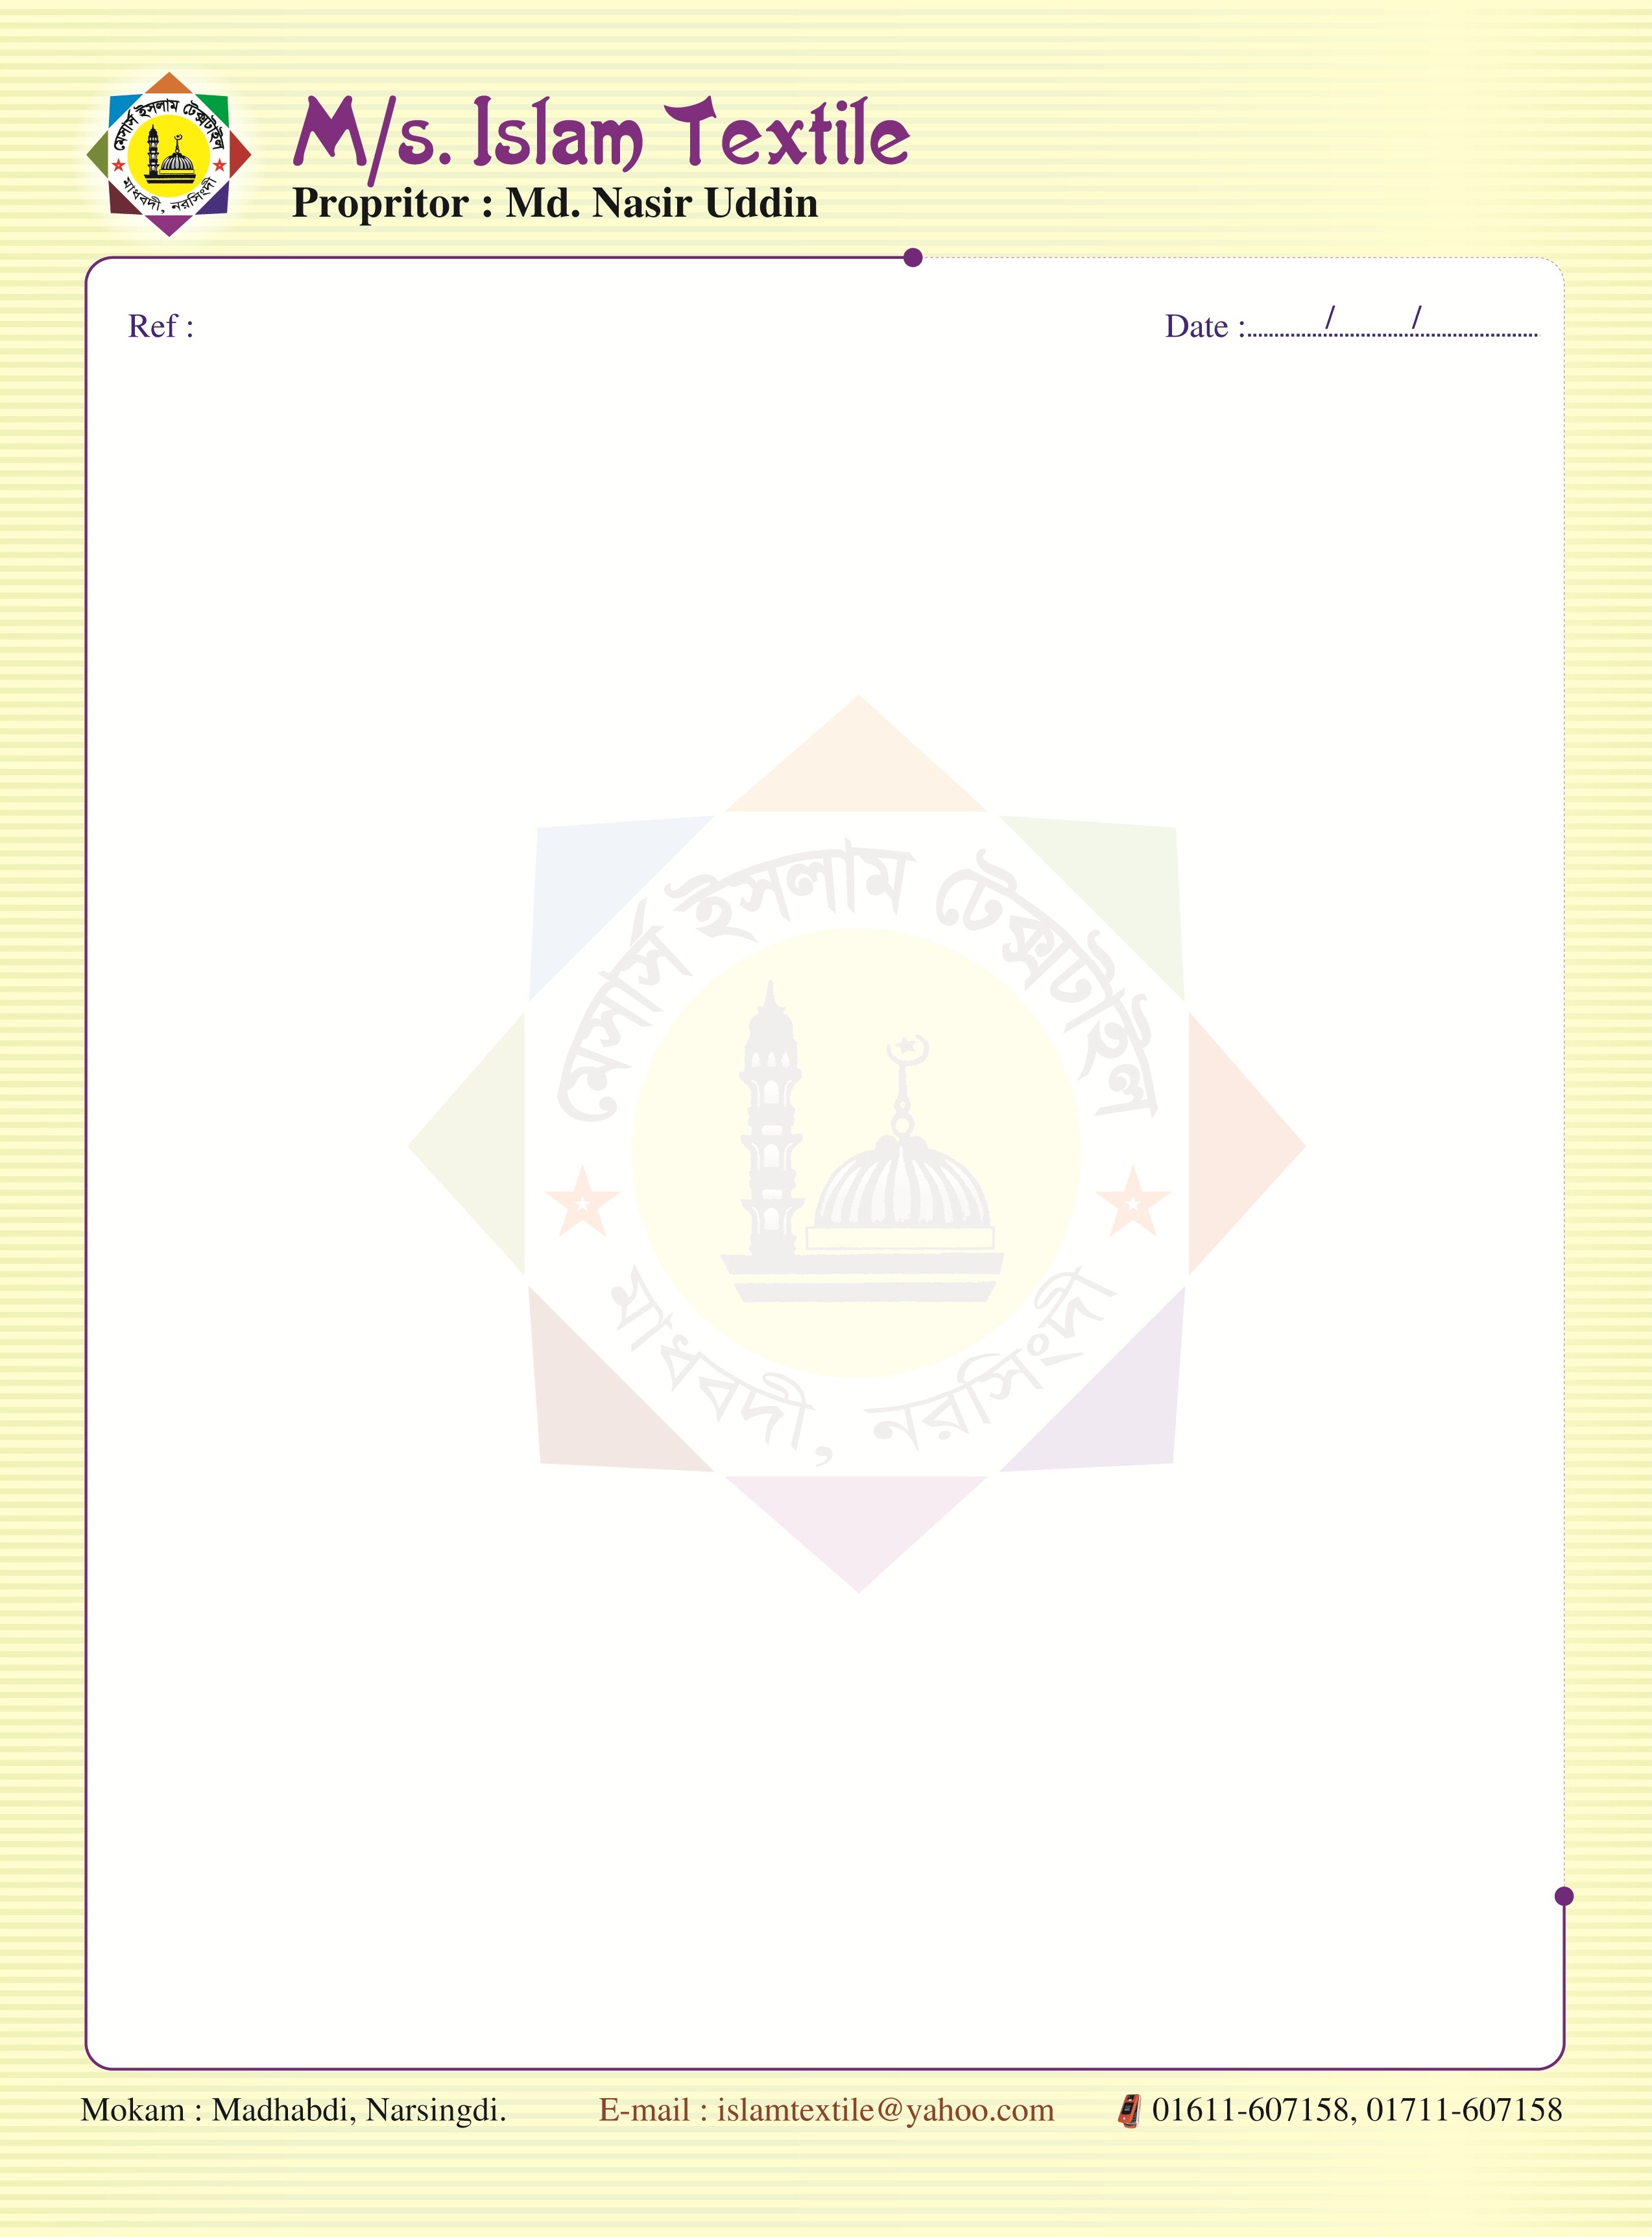 মেসার্স ইসলাম টেক্সটাইল
মাধবদী, নরসিংদী
M/s. Islam Textile
Propritor : Md. Nasir Uddin
Ref :
Date :............/............/....................
মেসার্স ইসলাম টেক্সটাইল
মাধবদী, নরসিংদী
Mokam : Madhabdi, Narsingdi.
E-mail : islamtextile@yahoo.com
01611-607158, 01711-607158